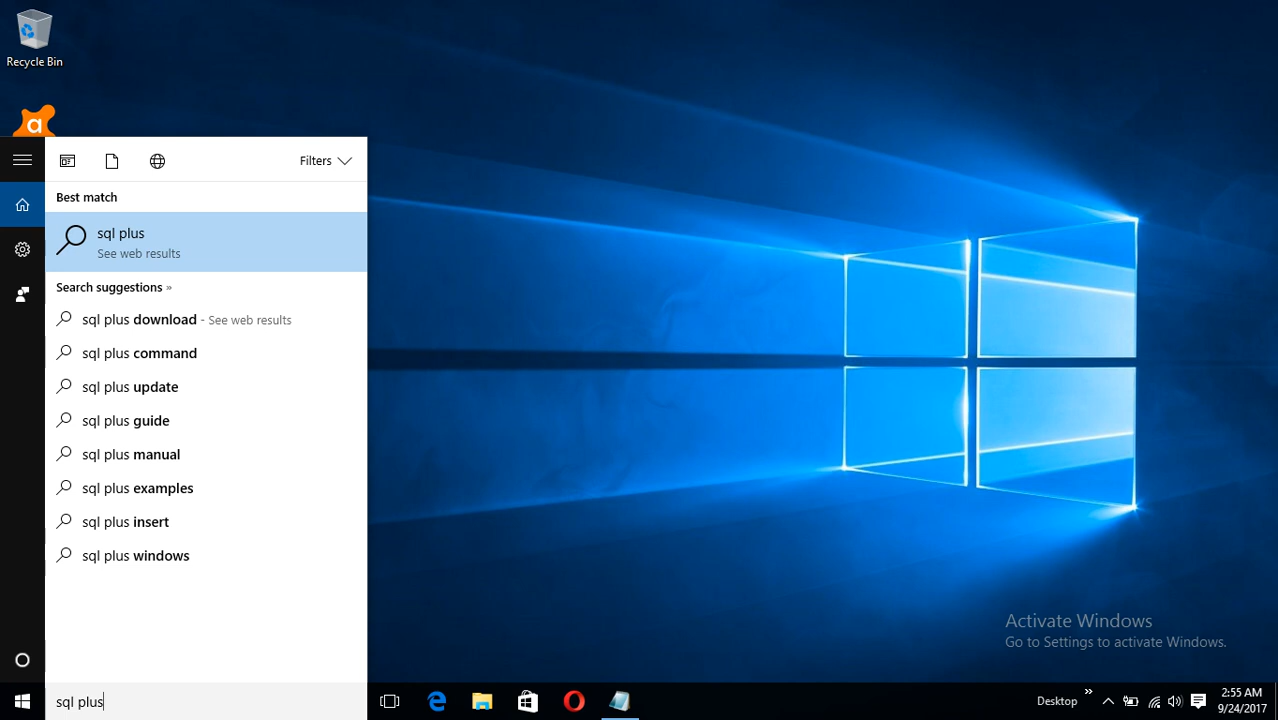 Recycle Bin
a
Filters
Best match
sql plus
See web results
Search suggestions »
sql plus download - See web results
sql plus command
sql plus update
sql plus guide
sql plus manual
sql plus examples
sql plus insert
sql plus windows
Activate Windows
Go to Settings to activate Windows.
sql plus
Desktop »
2:55 AM
9/24/2017